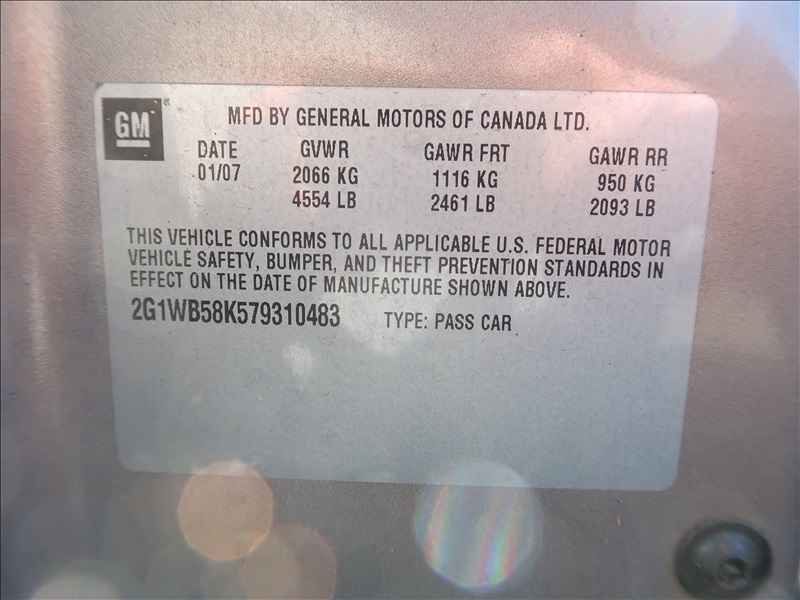 GM
MFD BY GENERAL MOTORS OF CANADA LTD.
DATE GVWR GAWR FRT GAWR RR
01/07 2066 KG 1116 KG 950 KG
4554 LB 2461 LB 2093 LB
THIS VEHICLE CONFORMS TO ALL APPLICABLE U.S. FEDERAL MOTOR
VEHICLE SAFETY, BUMPER, AND THEFT PREVENTION STANDARDS IN
EFFECT ON THE DATE OF MANUFACTURE SHOWN ABOVE.
2G1WB58K579310483 TYPE: PASS CAR